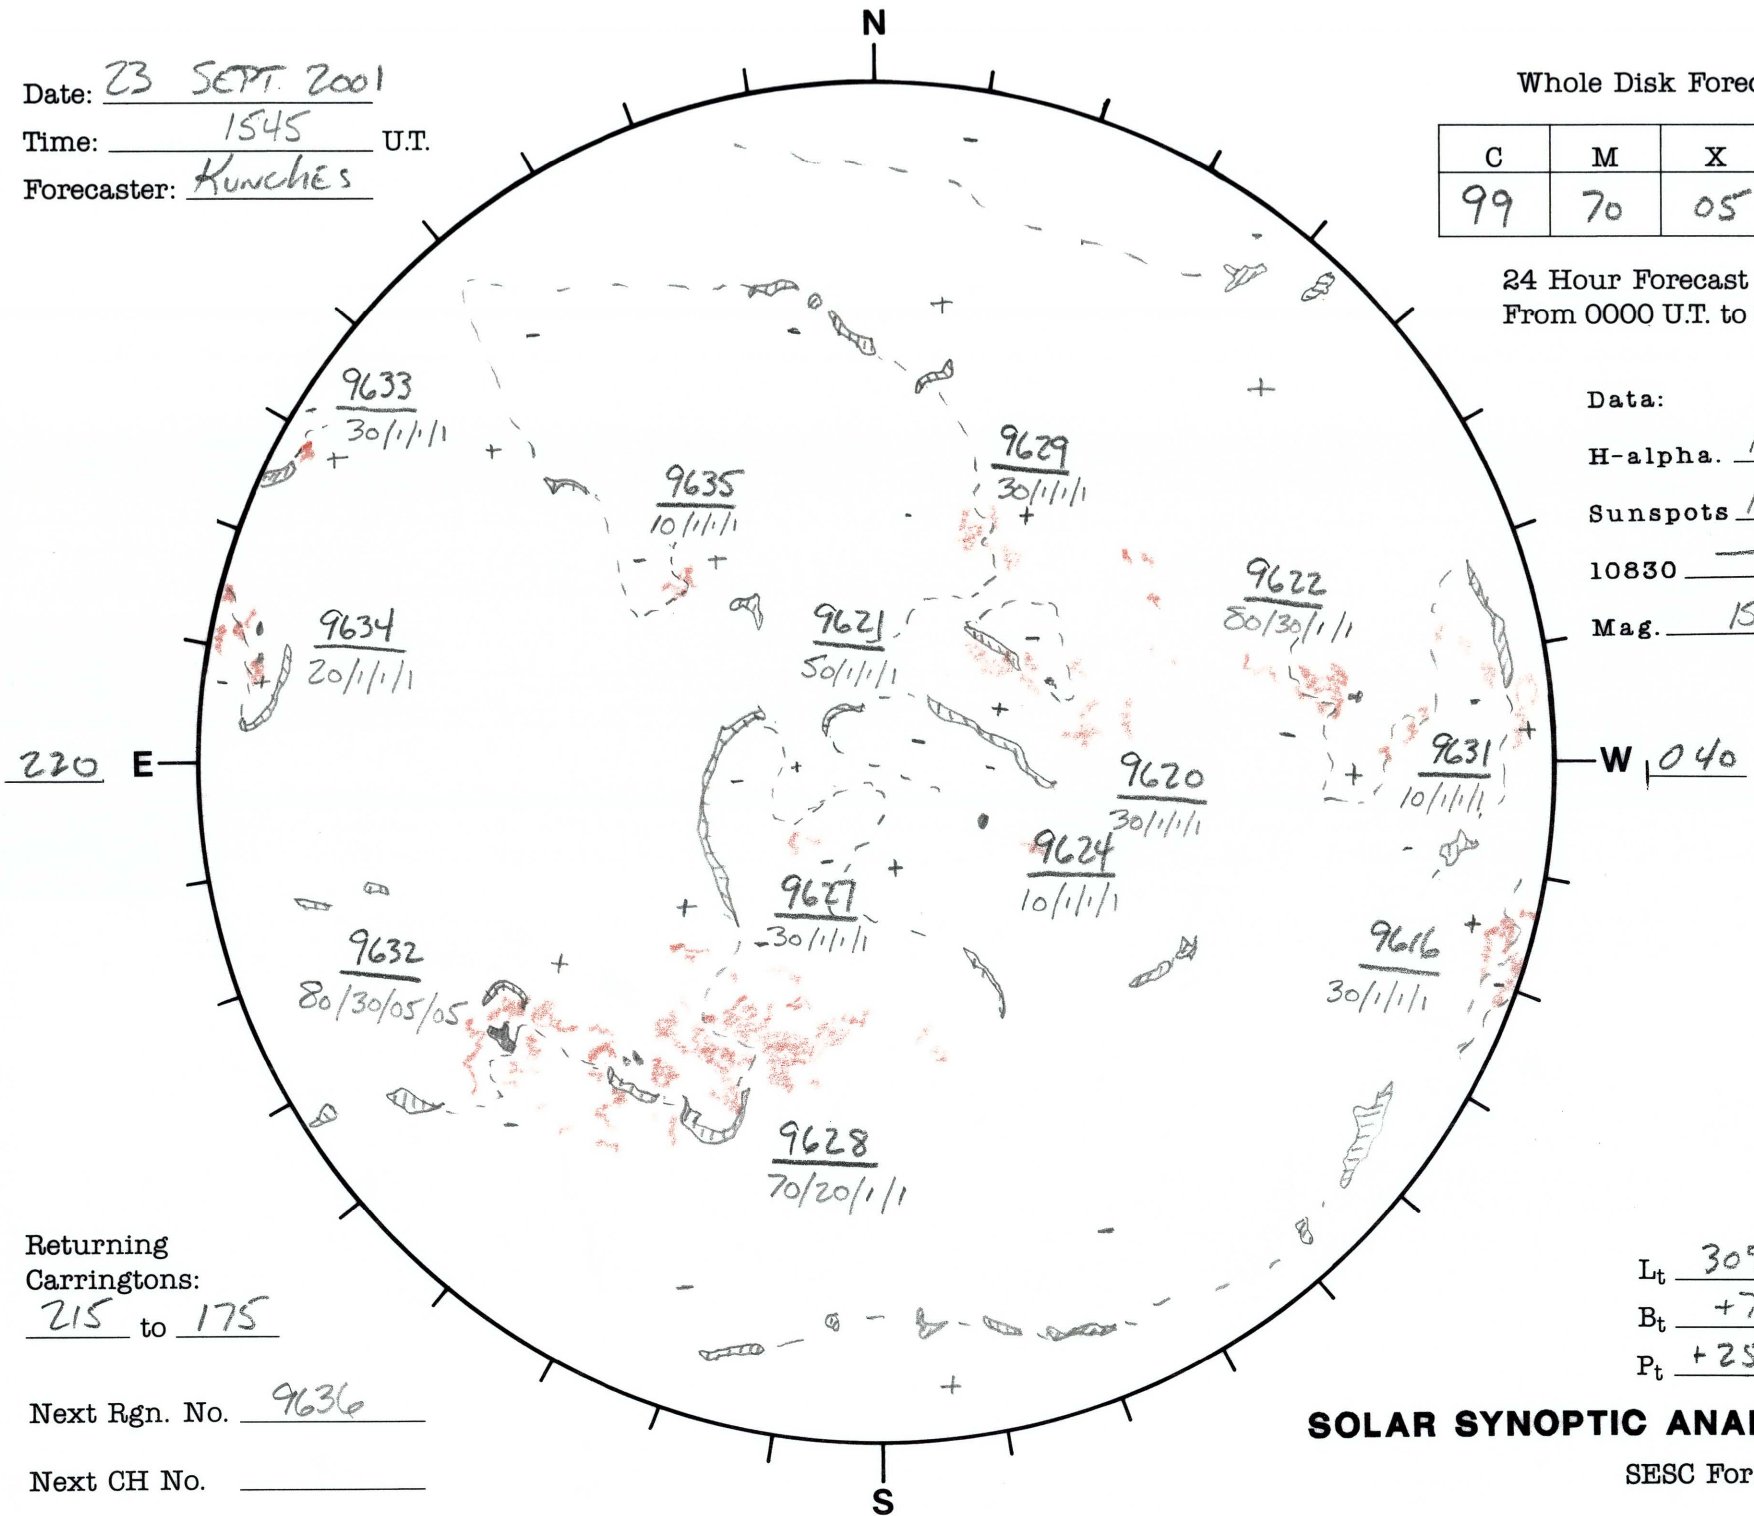 N
Date: 23 SEPT. 2001
Time: 1545 U.T.
Forecaster: KUNCHES
Whole Disk Forec
C M X
99 70 05
24 Hour Forecast
From 0000 U.T. to
9633
30/1/1/1
Data:
H-alpha.
Sunspots
10830
Mag. 15
9629
30/1/1/1
9635
10/1/1/1
9622
80/30/1/1
9634
20/1/1/1
9621
50/1/1/1
220 E
W 040
9631
10/1/1/1
9620
30/1/1/1
9624
10/1/1/1
9627
30/1/1/1
9632
80/30/05/05
9616
30/1/1/1
9628
70/20/1/1
Returning
Carringtons:
215 to 175
Next Rgn. No. 9636
Next CH No.
Lt 309
Bt +7
Pt +25
SOLAR SYNOPTIC ANA
SESC For
S